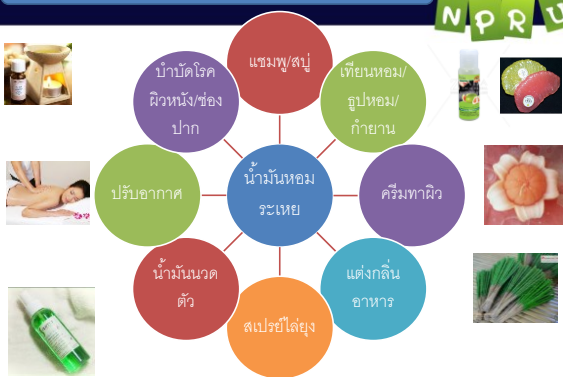 NPRU
แชมพู/สบู่
เทียนหอม/
ธูปหอม/
กำยาน
ครีมทาผิว
แต่งกลิ่น
อาหาร
สเปรย์ไล่ยุง
น้ำมันนวด
ตัว
ปรับอากาศ
บำบัดโรค
ผิวหนัง/ช่อง
ปาก
น้ำมันหอม
ระเหย